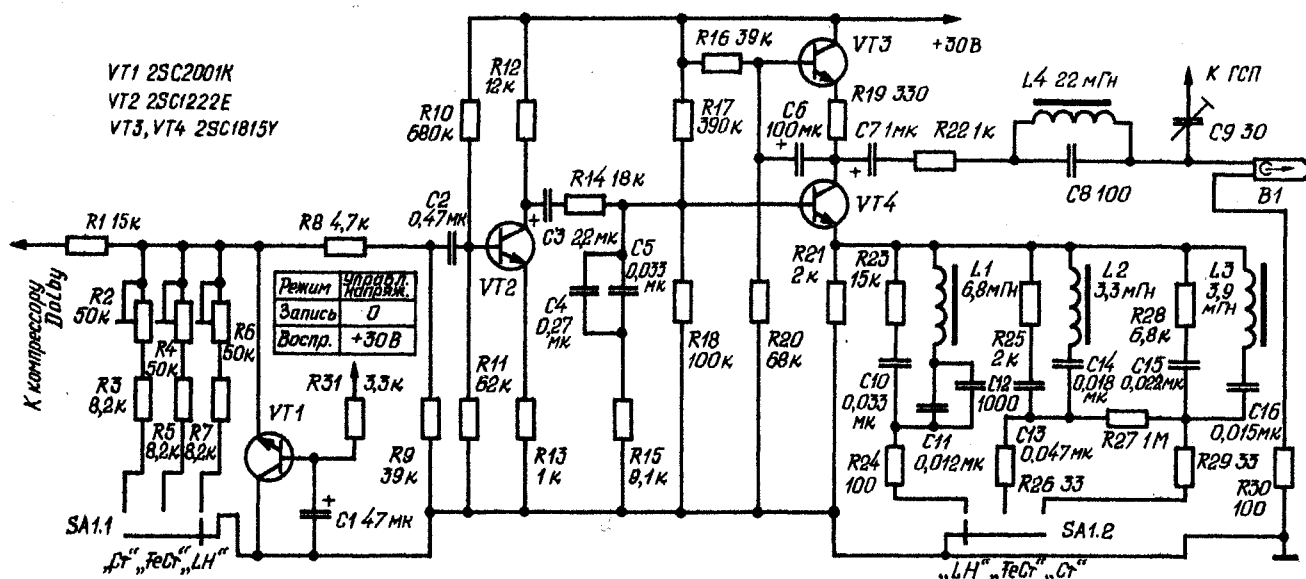 VT1 2SC2001K
VT2 2SC1222E
VT3, VT4 2SC1815Y
R10
680к
R12
12к
R16 39к
VT3
+30В
R17
390к
R19 330
C6
100мк
+
C7 1мк
+
R22 1к
L4 22 мГн
C8 100
К ГСП
C9 30
B1
R1 15к
К компрессору
Dolby
R8 4,7к
C2
0,47мк
VT2
+
C3 22мк
R14 18к
C5
0,033
мк
C4
0,27
мк
VT4
R2
50к
R4
50к
R6
50к
R3
8,2к
R5
8,2к
R7
8,2к
Режим
Управл.
напряж.
Запись
0
Воспр.
+30В
R31
3,3к
VT1
+
C1 47мк
R9
39к
R11
62к
R13
1к
R15
9,1к
R18
100к
R20
68к
R21
2к
R23
15к
L1
6,8мГн
R25
2к
L2
3,3мГн
R28
6,8к
L3
3,9
мГн
C10
0,033
мк
C11
0,012мк
C12
1000
C13
0,047мк
C14
0,018
мк
C15
0,022мк
C16
0,015мк
R24
100
R26 33
R27 1М
R29 33
R30
100
SA1.1
„Cr“ „FeCr“ „LH“
SA1.2
„LH“ „FeCr“ „Cr“